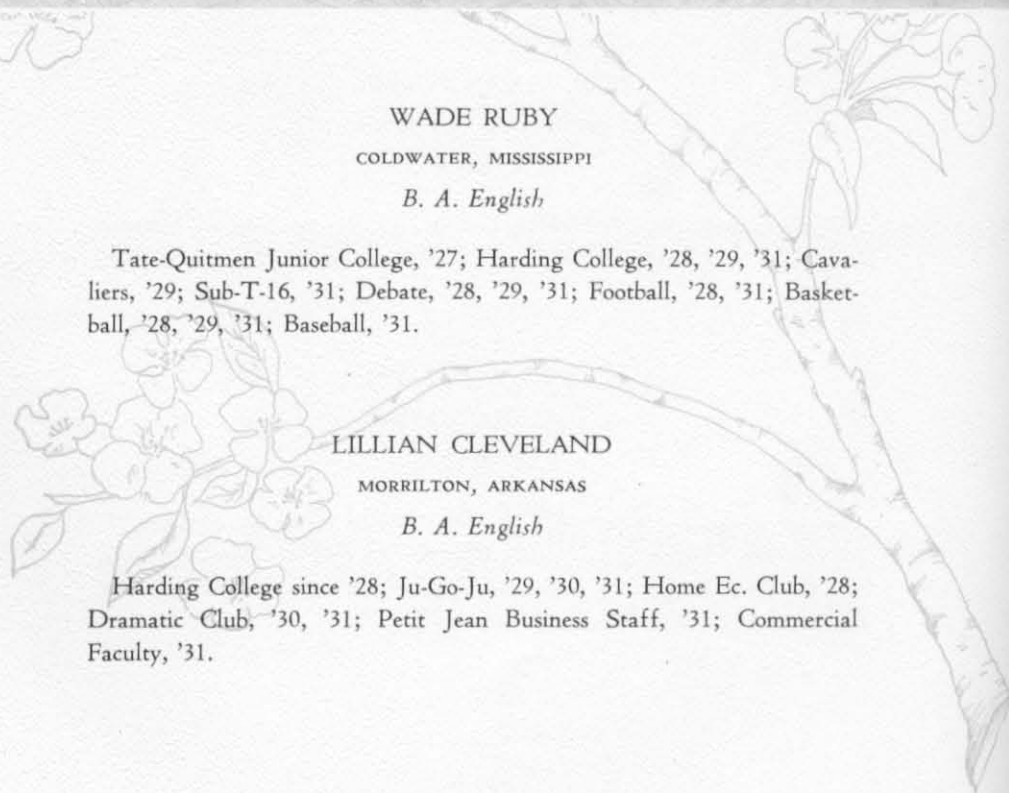 WADE RUBY
COLDWATER, MISSISSIPPI
B. A. English
Tate-Quitmen Junior College, '27; Harding College, '28, '29, '31; Cava-
liers, '29; Sub-T-16, '31; Debate, '28, '29, '31; Football, '28, '31; Basket-
ball, '28, '29, '31; Baseball, '31.
LILLIAN CLEVELAND
MORRILTON, ARKANSAS
B. A. English
Harding College since '28; Ju-Go-Ju, '29, '30, '31; Home Ec. Club, '28;
Dramatic Club, '30, '31; Petit Jean Business Staff, '31; Commercial
Faculty, '31.